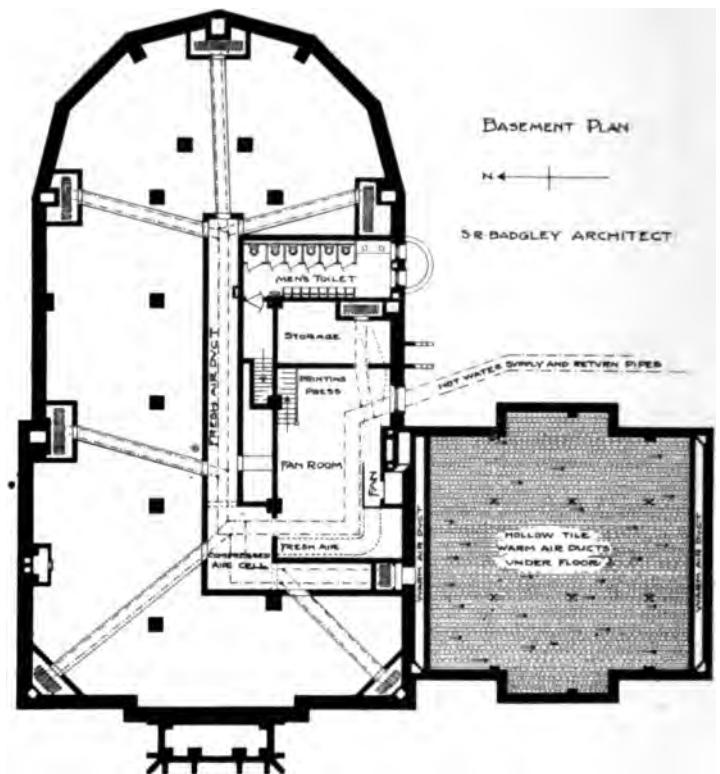 BASEMENT PLAN
N
S.R. BADGLEY ARCHITECT
MEN'S TOILET
STORAGE
PRINTING
PRESS
FRESH AIR DUCT
HOT WATER SUPPLY AND RETURN PIPES
FAN ROOM
FAN
FRESH AIR
COMPRESSED
AIR CELL
WARM AIR DUCT
HOLLOW TILE
WARM AIR DUCTS
UNDER FLOOR
WARM AIR DUCT